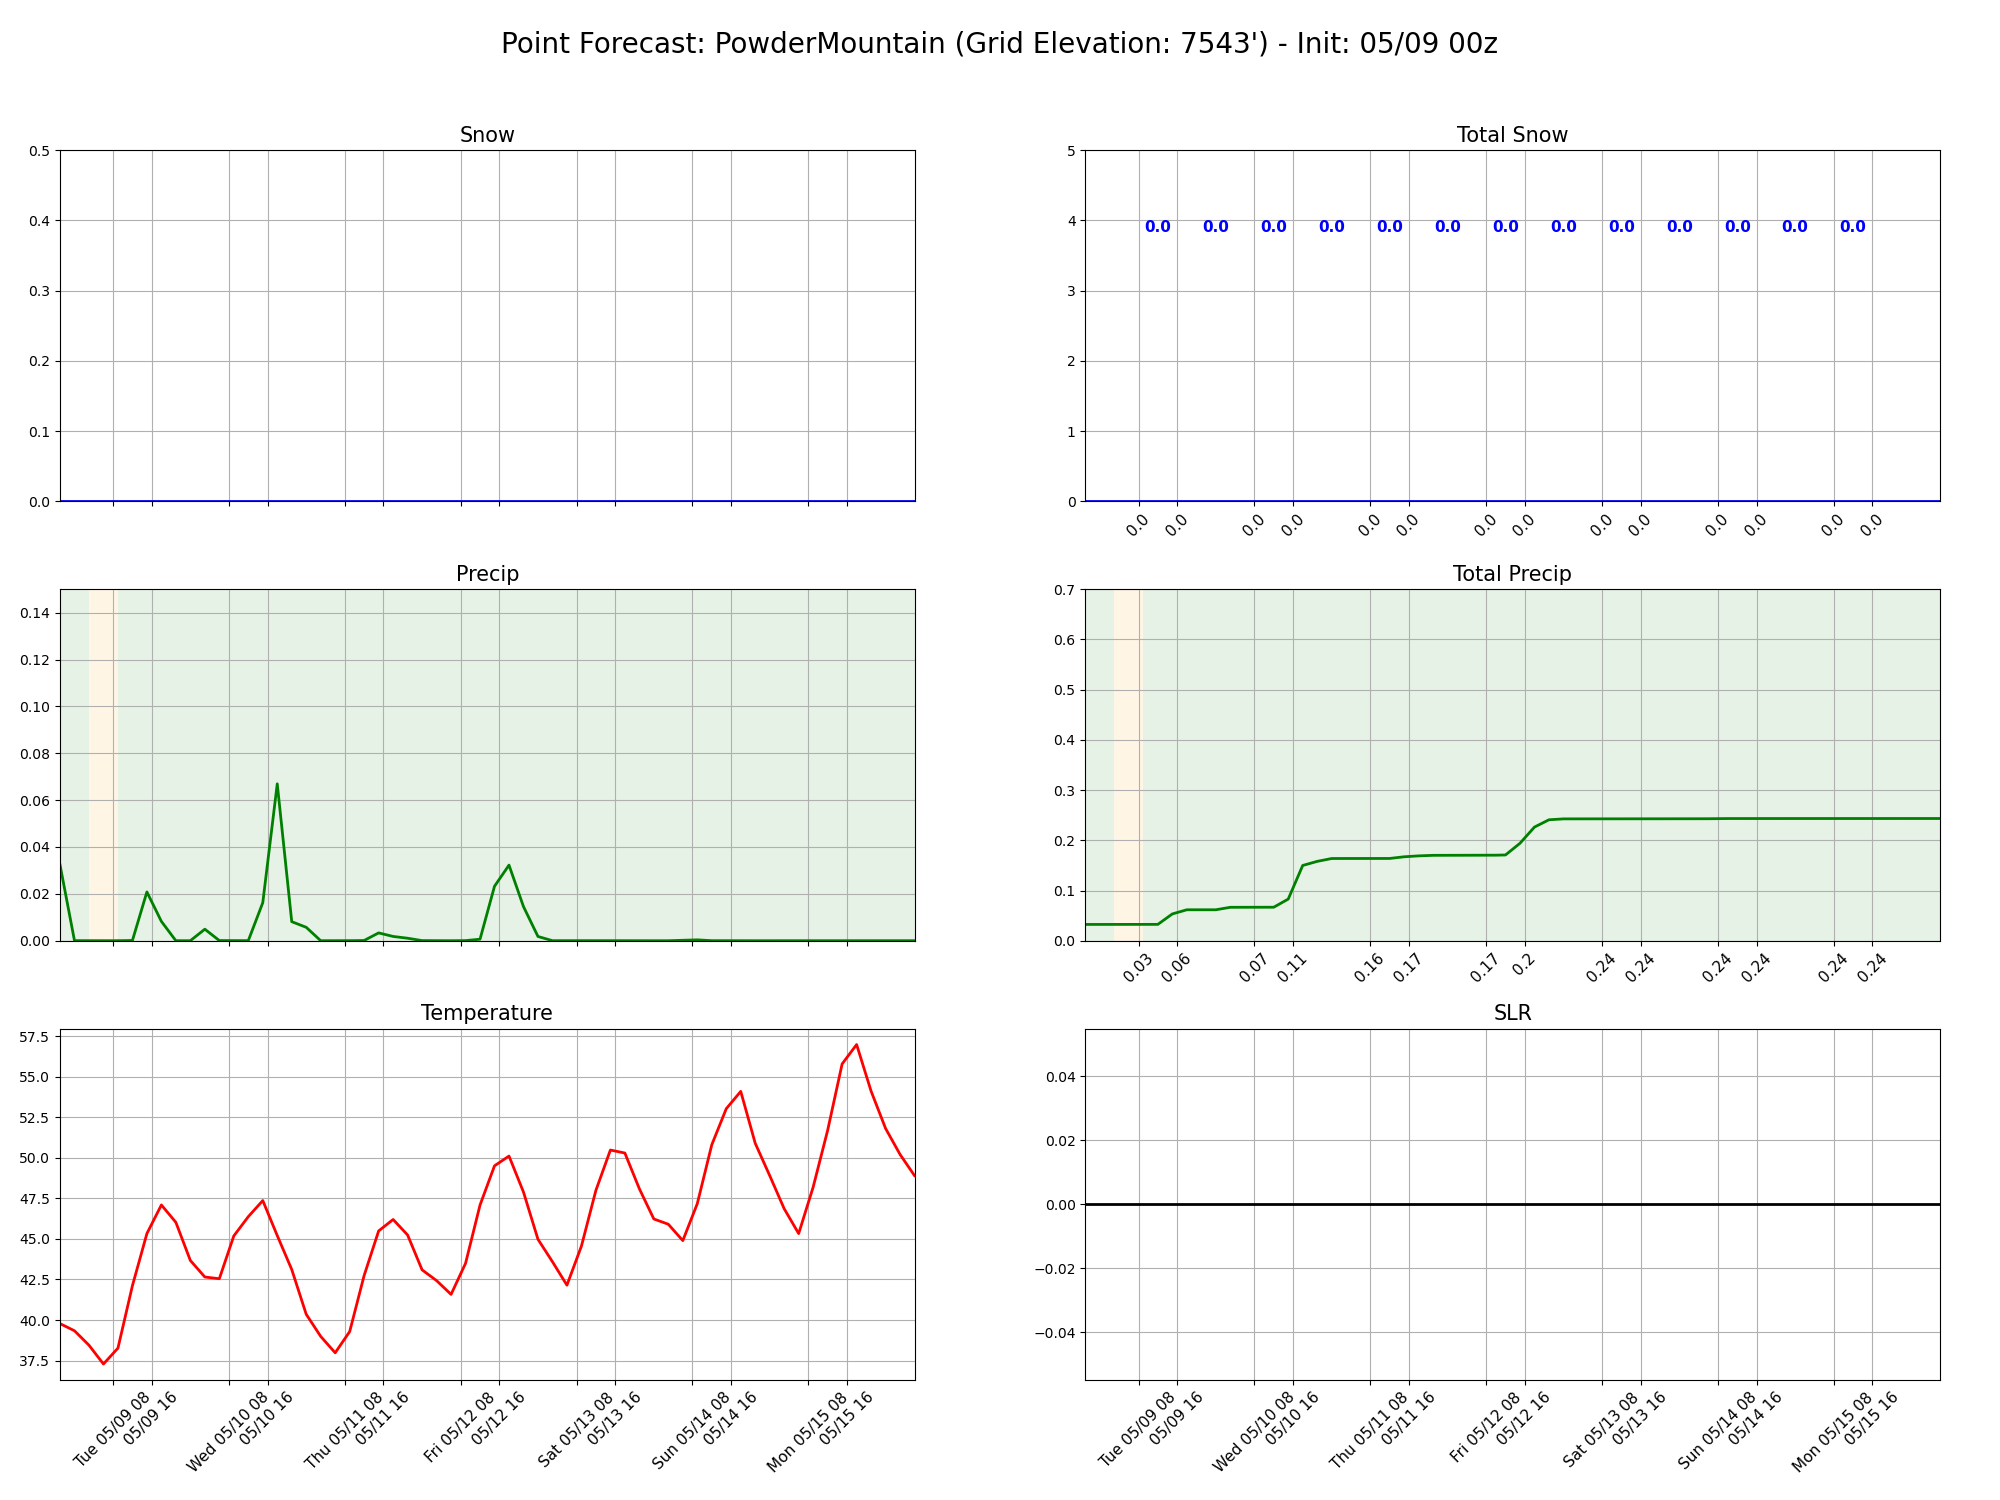 Point Forecast: PowderMountain (Grid Elevation: 7543') - Init: 05/09 00z
Snow
0.5
0.4
0.3
0.2
0.1
0.0
Total Snow
5
4
3
2
1
0
0.0 0.0 0.0 0.0 0.0 0.0 0.0 0.0 0.0 0.0 0.0 0.0 0.0
0.0 0.0 0.0 0.0 0.0 0.0 0.0 0.0 0.0 0.0 0.0 0.0 0.0 0.0
Precip
0.14
0.12
0.10
0.08
0.06
0.04
0.02
0.00
Total Precip
0.7
0.6
0.5
0.4
0.3
0.2
0.1
0.0
0.03 0.06 0.07 0.11 0.16 0.17 0.17 0.2 0.24 0.24 0.24 0.24 0.24 0.24
Temperature
57.5
55.0
52.5
50.0
47.5
45.0
42.5
40.0
37.5
Tue 05/09 08
05/09 16
Wed 05/10 08
05/10 16
Thu 05/11 08
05/11 16
Fri 05/12 08
05/12 16
Sat 05/13 08
05/13 16
Sun 05/14 08
05/14 16
Mon 05/15 08
05/15 16
SLR
0.04
0.02
0.00
−0.02
−0.04
Tue 05/09 08
05/09 16
Wed 05/10 08
05/10 16
Thu 05/11 08
05/11 16
Fri 05/12 08
05/12 16
Sat 05/13 08
05/13 16
Sun 05/14 08
05/14 16
Mon 05/15 08
05/15 16